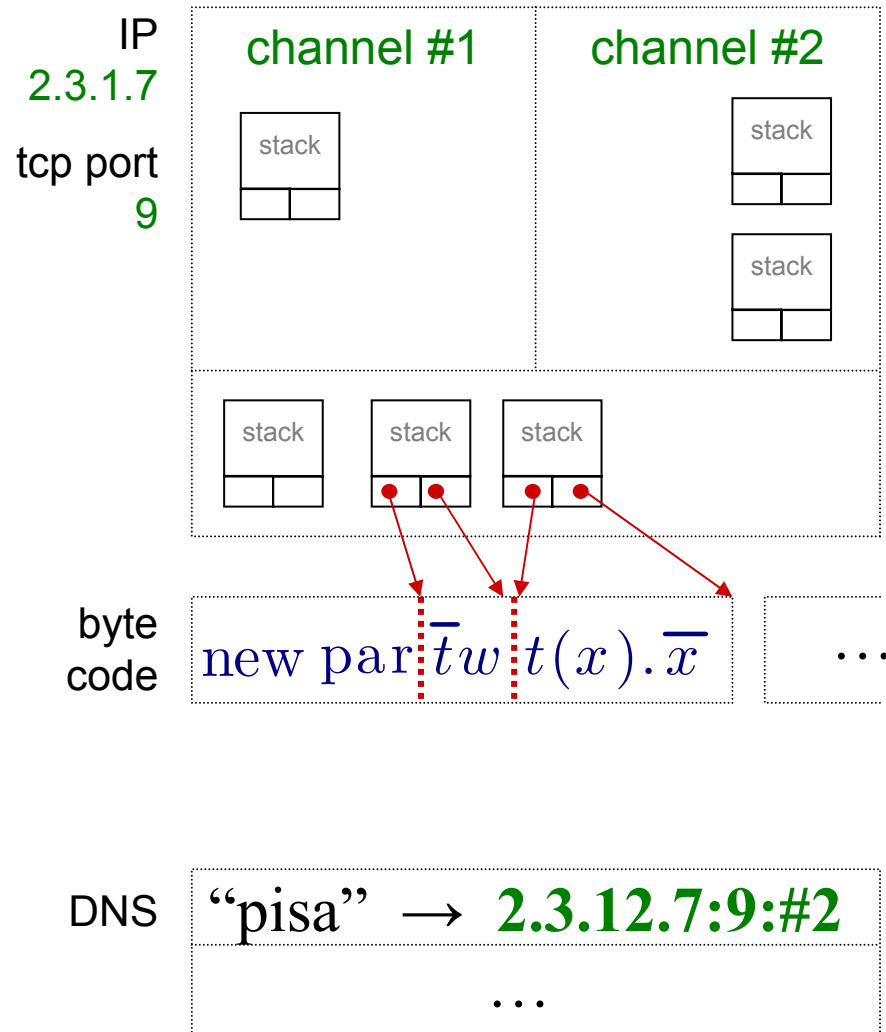 IP
2.3.1.7
tcp port
9
channel #1 channel #2
stack
stack
stack
stack stack stack
byte
code
new par t̅w t(x).x̅
…
DNS
“pisa” → 2.3.12.7:9:#2
…